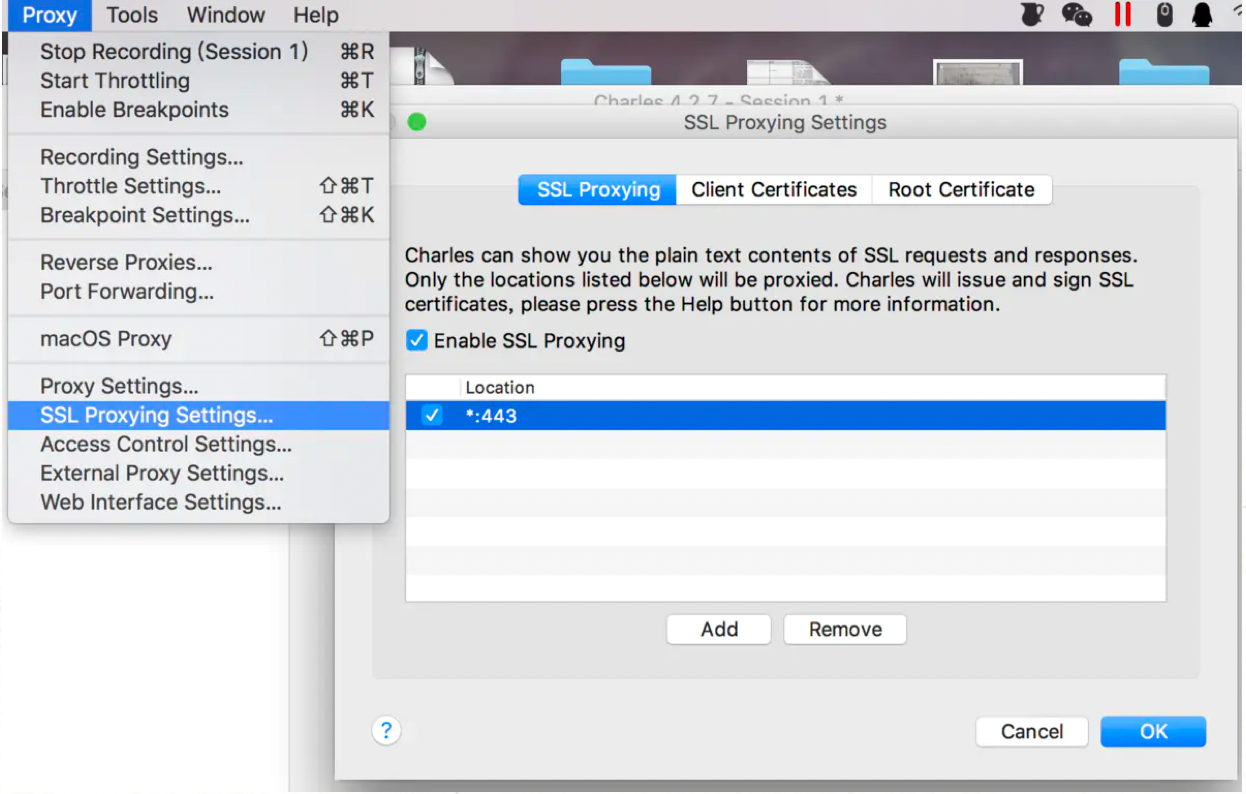 Proxy Tools Window Help
Stop Recording (Session 1) ⌘R
Start Throttling ⌘T
Enable Breakpoints ⌘K
Recording Settings...
Throttle Settings... ⇧⌘T
Breakpoint Settings... ⇧⌘K
Reverse Proxies...
Port Forwarding...
macOS Proxy ⇧⌘P
Proxy Settings...
SSL Proxying Settings...
Access Control Settings...
External Proxy Settings...
Web Interface Settings...
Charles 4.2.7 - Session 1 *
SSL Proxying Settings
SSL Proxying Client Certificates Root Certificate
Charles can show you the plain text contents of SSL requests and responses.
Only the locations listed below will be proxied. Charles will issue and sign SSL
certificates, please press the Help button for more information.
Enable SSL Proxying
Location
*:443
Add Remove
? Cancel OK